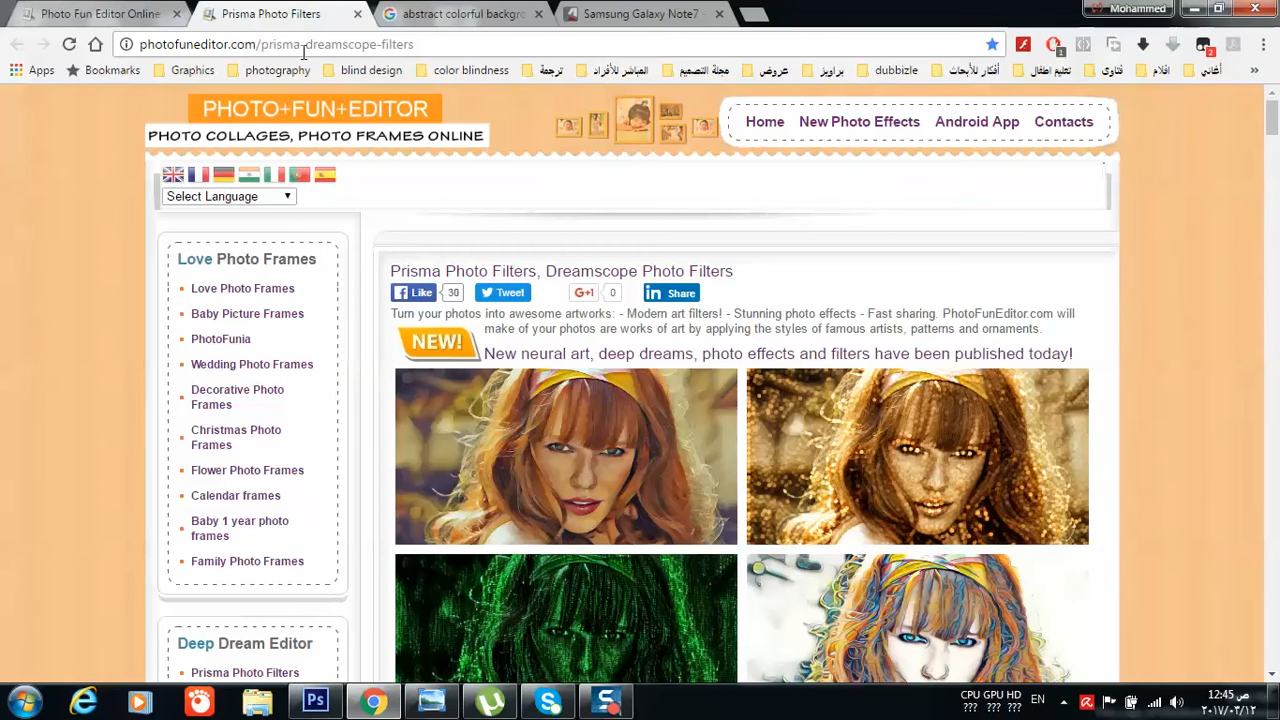 Photo Fun Editor Online
Prisma Photo Filters
abstract colorful backgro
Samsung Galaxy Note7 -
Mohammed
photofuneditor.com/prisma-dreamscope-filters
1
2
Apps
Bookmarks
Graphics
photography
blind design
color blindness
ترجمة
المباشر للأفراد
مجلة التصميم
براويز
عروض
dubbizle
أفكار للأبحاث
تعليم اطفال
فتاوى
افلام
أغاني
»
PHOTO+FUN+EDITOR
PHOTO COLLAGES, PHOTO FRAMES ONLINE
Home
New Photo Effects
Android App
Contacts
Select Language
Love Photo Frames
Love Photo Frames
Baby Picture Frames
PhotoFunia
Wedding Photo Frames
Decorative Photo
Frames
Christmas Photo
Frames
Flower Photo Frames
Calendar frames
Baby 1 year photo
frames
Family Photo Frames
Deep Dream Editor
Prisma Photo Filters
Prisma Photo Filters, Dreamscope Photo Filters
Like 30
Tweet
G+1 0
in Share
Turn your photos into awesome artworks: - Modern art filters! - Stunning photo effects - Fast sharing. PhotoFunEditor.com will
make of your photos are works of art by applying the styles of famous artists, patterns and ornaments.
NEW!
New neural art, deep dreams, photo effects and filters have been published today!
Ps
CPU GPU HD
??? ??? ???
EN
12:45 ص
٢٠١٧/٠٣/١٢